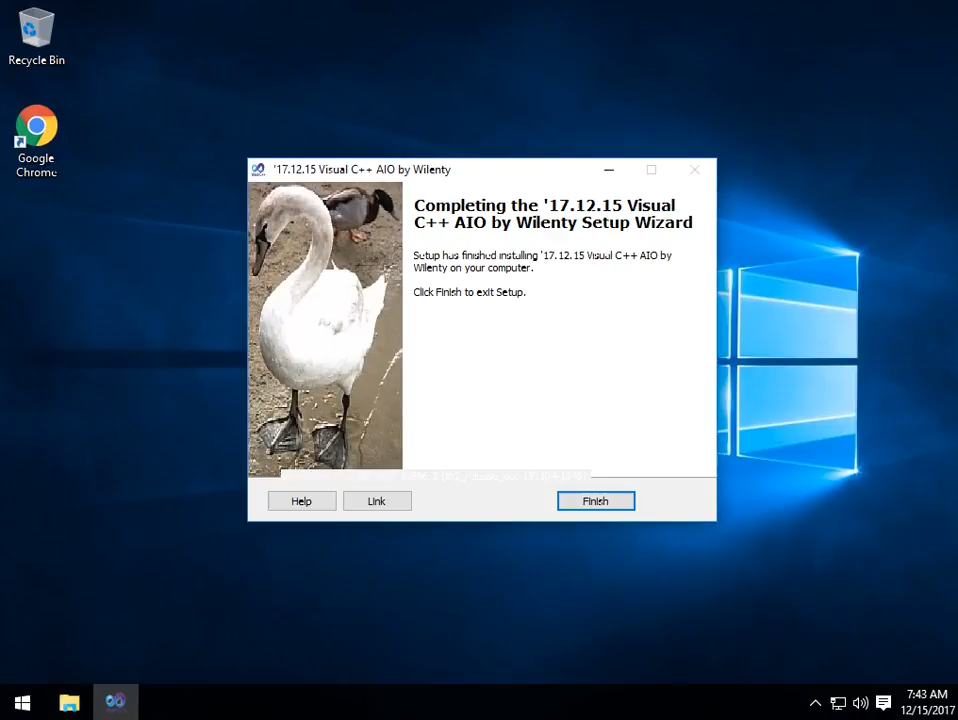 Recycle Bin
Google
Chrome
'17.12.15 Visual C++ AIO by Wilenty
Completing the '17.12.15 Visual
C++ AIO by Wilenty Setup Wizard
Setup has finished installing '17.12.15 Visual C++ AIO by
Wilenty on your computer.
Click Finish to exit Setup.
Help
Link
Finish
7:43 AM
12/15/2017